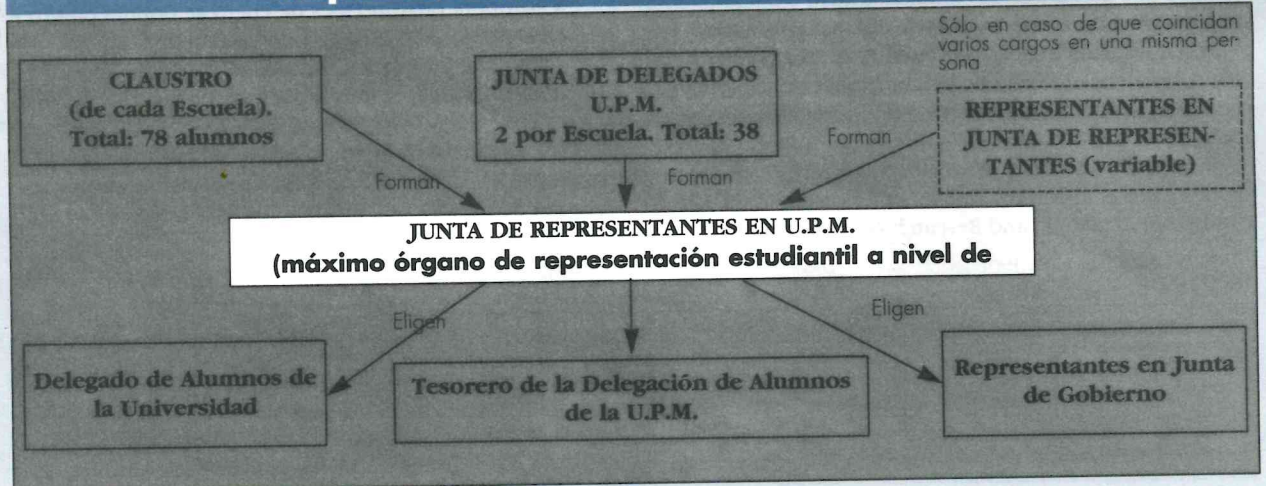 Sólo en caso de que coincidan
varios cargos en una misma per-
sona
CLAUSTRO
(de cada Escuela).
Total: 78 alumnos
JUNTA DE DELEGADOS
U.P.M.
2 por Escuela. Total: 38
REPRESENTANTES EN
JUNTA DE REPRESEN-
TANTES (variable)
Forman
Forman
Forman
JUNTA DE REPRESENTANTES EN U.P.M.
(máximo órgano de representación estudiantil a nivel de
Eligen
Eligen
Delegado de Alumnos de
la Universidad
Tesorero de la Delegación de Alumnos
de la U.P.M.
Representantes en Junta
de Gobierno